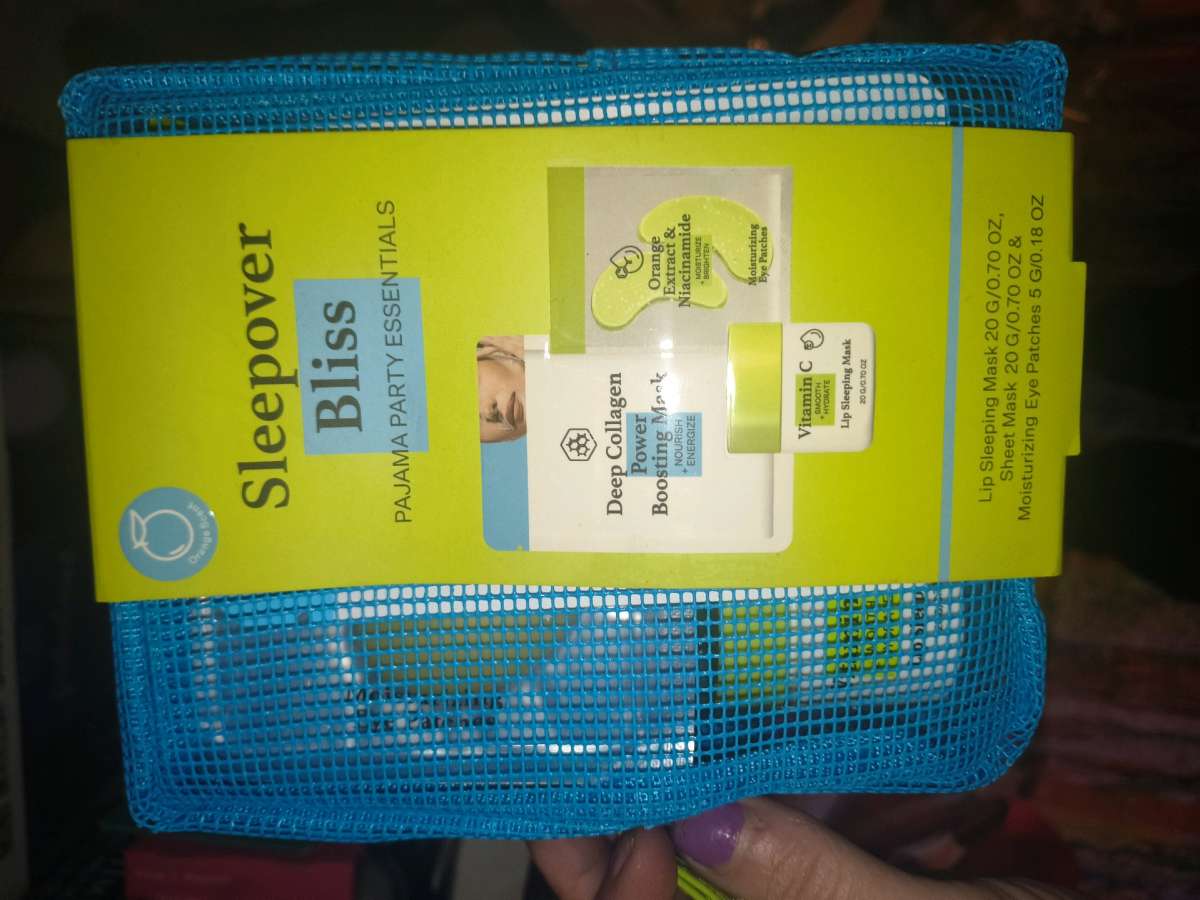 Orange Scent
Sleepover
Bliss
PAJAMA PARTY ESSENTIALS
Orange
Extract &
Niacinamide
MOISTURIZE
+ BRIGHTEN
Moisturizing
Eye Patches
Deep Collagen
Power
Boosting Mask
NOURISH
+ ENERGIZE
Vitamin C
SMOOTH
+ HYDRATE
Lip Sleeping Mask
20 G/0.70 OZ
Lip Sleeping Mask 20 G/0.70 OZ,
Sheet Mask 20 G/0.70 OZ &
Moisturizing Eye Patches 5 G/0.18 OZ